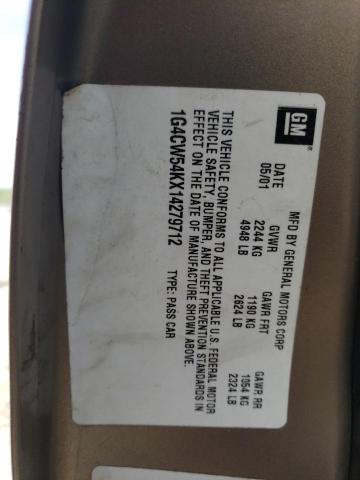 GM
MFD BY GENERAL MOTORS CORP
DATE GVWR GAWR FRT GAWR RR
05/01 2244 KG 1190 KG 1054 KG
4948 LB 2624 LB 2324 LB
THIS VEHICLE CONFORMS TO ALL APPLICABLE U.S. FEDERAL MOTOR
VEHICLE SAFETY, BUMPER, AND THEFT PREVENTION STANDARDS IN
EFFECT ON THE DATE OF MANUFACTURE SHOWN ABOVE.
1G4CW54KX14279712 TYPE: PASS CAR